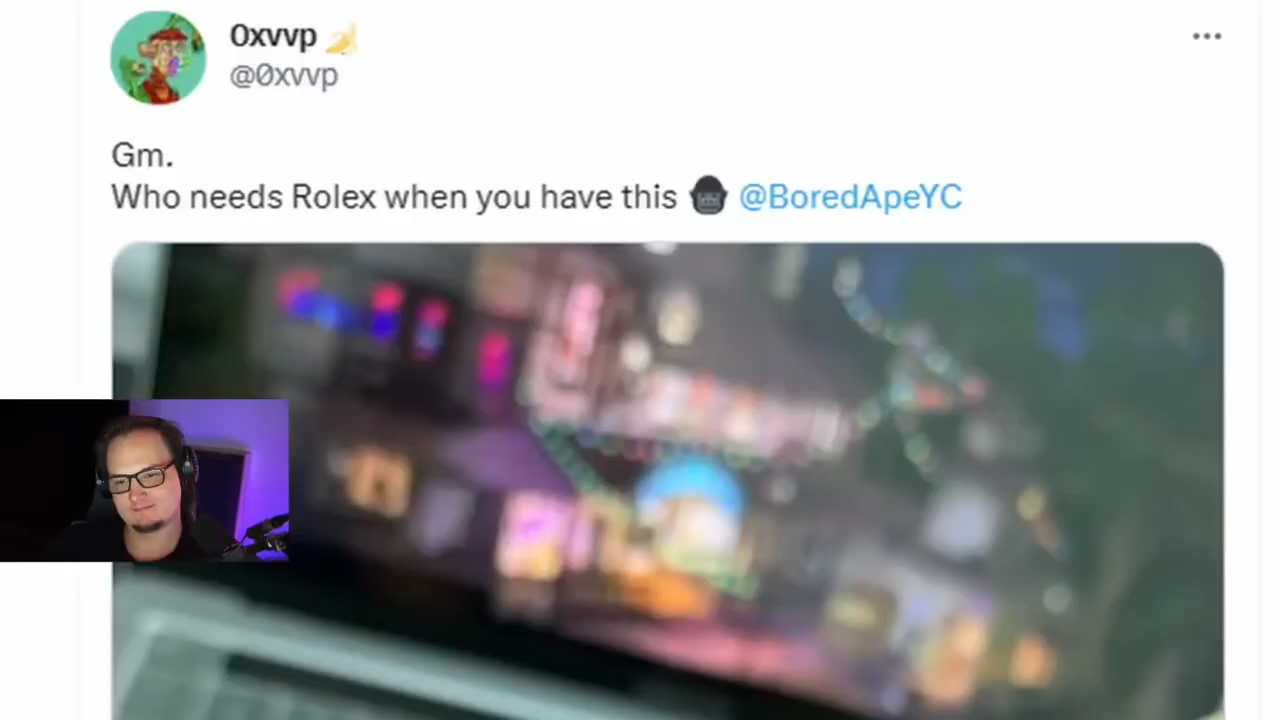 0xvvp 🍌
@0xvvp
Gm.
Who needs Rolex when you have this 🦍 @BoredApeYC